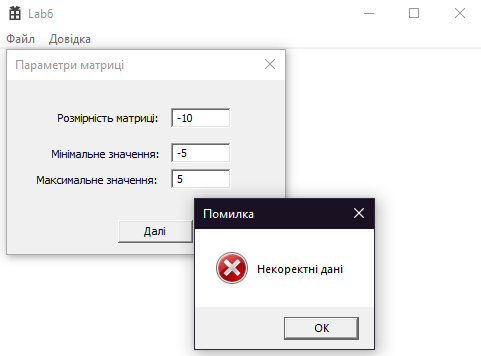 Lab6
Файл Довідка
Параметри матриці
Розмірність матриці: -10
Мінімальне значення: -5
Максимальне значення: 5
Далі
Помилка
Некоректні дані
OK